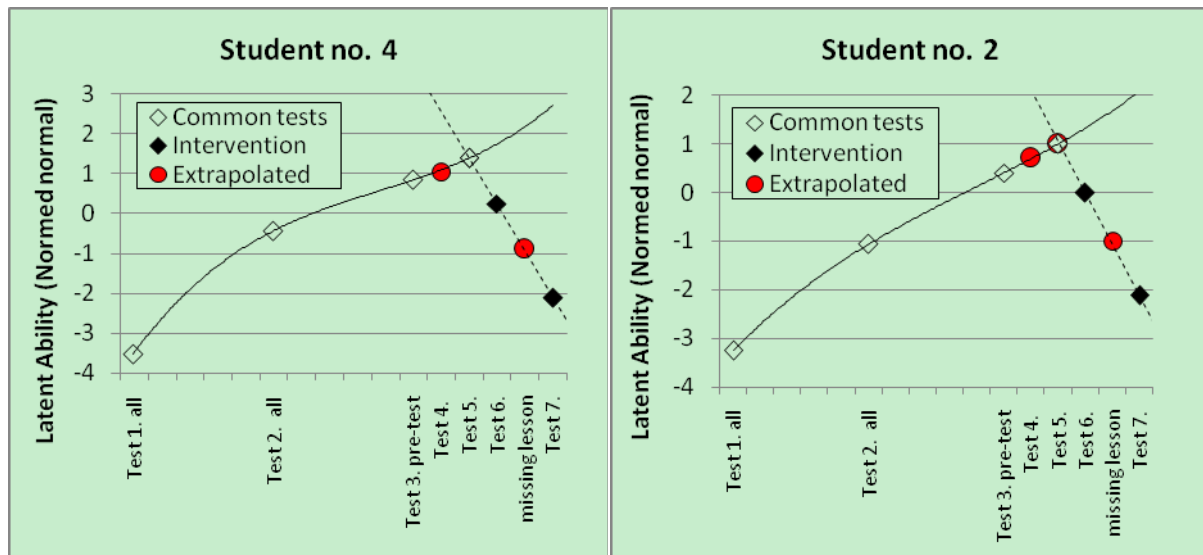 Student no. 4
Latent Ability (Normed normal)
3
2
1
0
-1
-2
-3
-4
Common tests
Intervention
Extrapolated
Test 1. all
Test 2. all
Test 3. pre-test
Test 4.
Test 5.
Test 6.
missing lesson
Test 7.
Student no. 2
Latent Ability (Normed normal)
2
1
0
-1
-2
-3
-4
Common tests
Intervention
Extrapolated
Test 1. all
Test 2. all
Test 3. pre-test
Test 4.
Test 5.
Test 6.
missing lesson
Test 7.